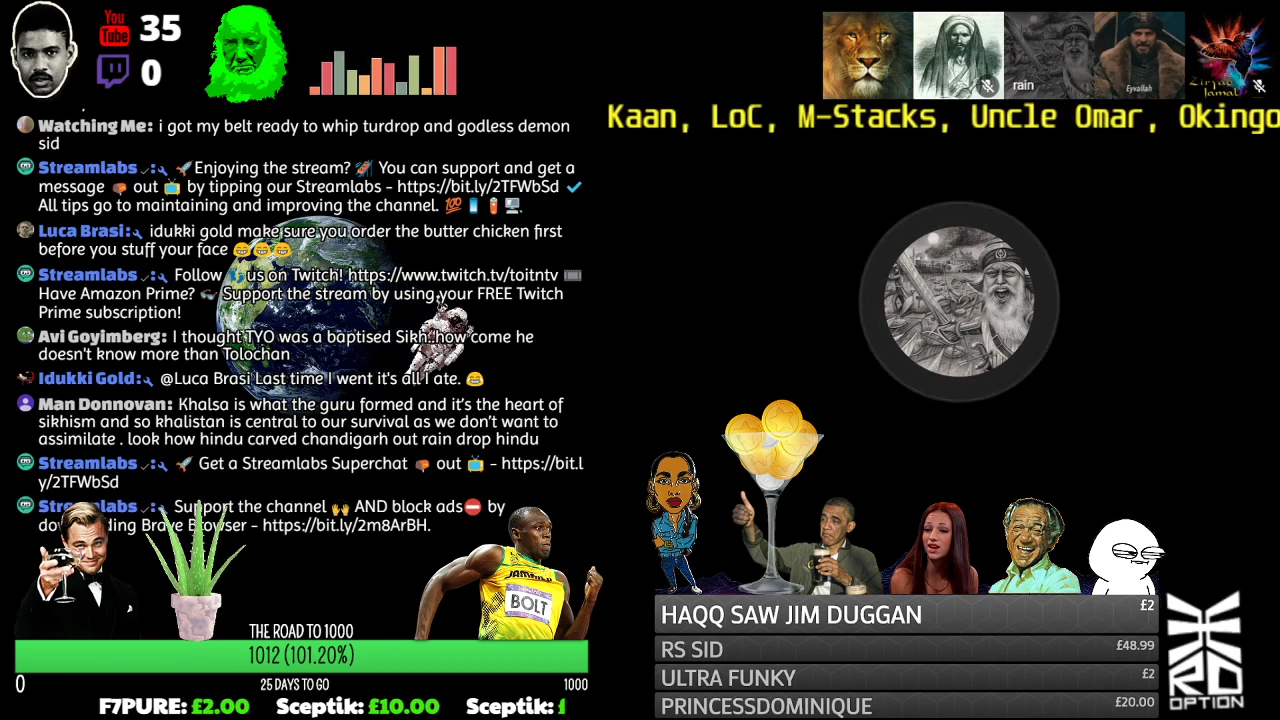 You
Tube 35
0
rain
Eyvallah
Ziryab
Jamal
Kaan, LoC, M-Stacks, Uncle Omar, Okingo
Watching Me: i got my belt ready to whip turdrop and godless demon
sid
Streamlabs : 🚀Enjoying the stream? You can support and get a
message out 📺 by tipping our Streamlabs - https://bit.ly/2TFWbSd ✔
All tips go to maintaining and improving the channel. 💯
Luca Brasi: idukki gold make sure you order the butter chicken first
before you stuff your face 😁😁😁
Streamlabs : Follow 👣us on Twitch! https://www.twitch.tv/toitntv
Have Amazon Prime? Support the stream by using your FREE Twitch
Prime subscription!
Avi Goyimberg: I thought TYO was a baptised Sikh..how come he
doesn't know more than Tolochan
Idukki Gold: @Luca Brasi Last time I went it's all I ate. 😂
Man Donnovan: Khalsa is what the guru formed and it's the heart of
sikhism and so khalistan is central to our survival as we don't want to
assimilate . look how hindu carved chandigarh out rain drop hindu
Streamlabs : 🚀 Get a Streamlabs Superchat out 📺 - https://bit.l
y/2TFWbSd
Streamlabs : Support the channel 🙌 AND block ads⛔ by
Brave Browser - https://bit.ly/2m8ArBH.
JAMAICA
BOLT
THE ROAD TO 1000
1012 (101.20%)
0 25 DAYS TO GO 1000
F7PURE: £2.00 Sceptik: £10.00 Sceptik: £
HAQQ SAW JIM DUGGAN £2
RS SID £48.99
ULTRA FUNKY £2
PRINCESSDOMINIQUE £20.00
OPTION